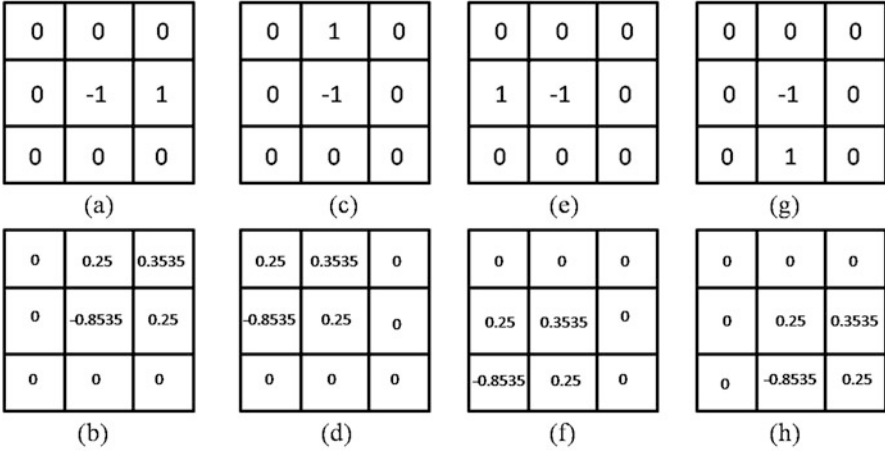 0 0 0 0 1 0 0 0 0 0 0 0
0 -1 1 0 -1 0 1 -1 0 0 -1 0
0 0 0 0 0 0 0 0 0 0 1 0
(a) (c) (e) (g)
0 0.25 0.3535 0.25 0.3535 0 0 0 0 0 0 0
0 -0.8535 0.25 -0.8535 0.25 0 0.25 0.3535 0 0 0.25 0.3535
0 0 0 0 0 0 -0.8535 0.25 0 0 -0.8535 0.25
(b) (d) (f) (h)